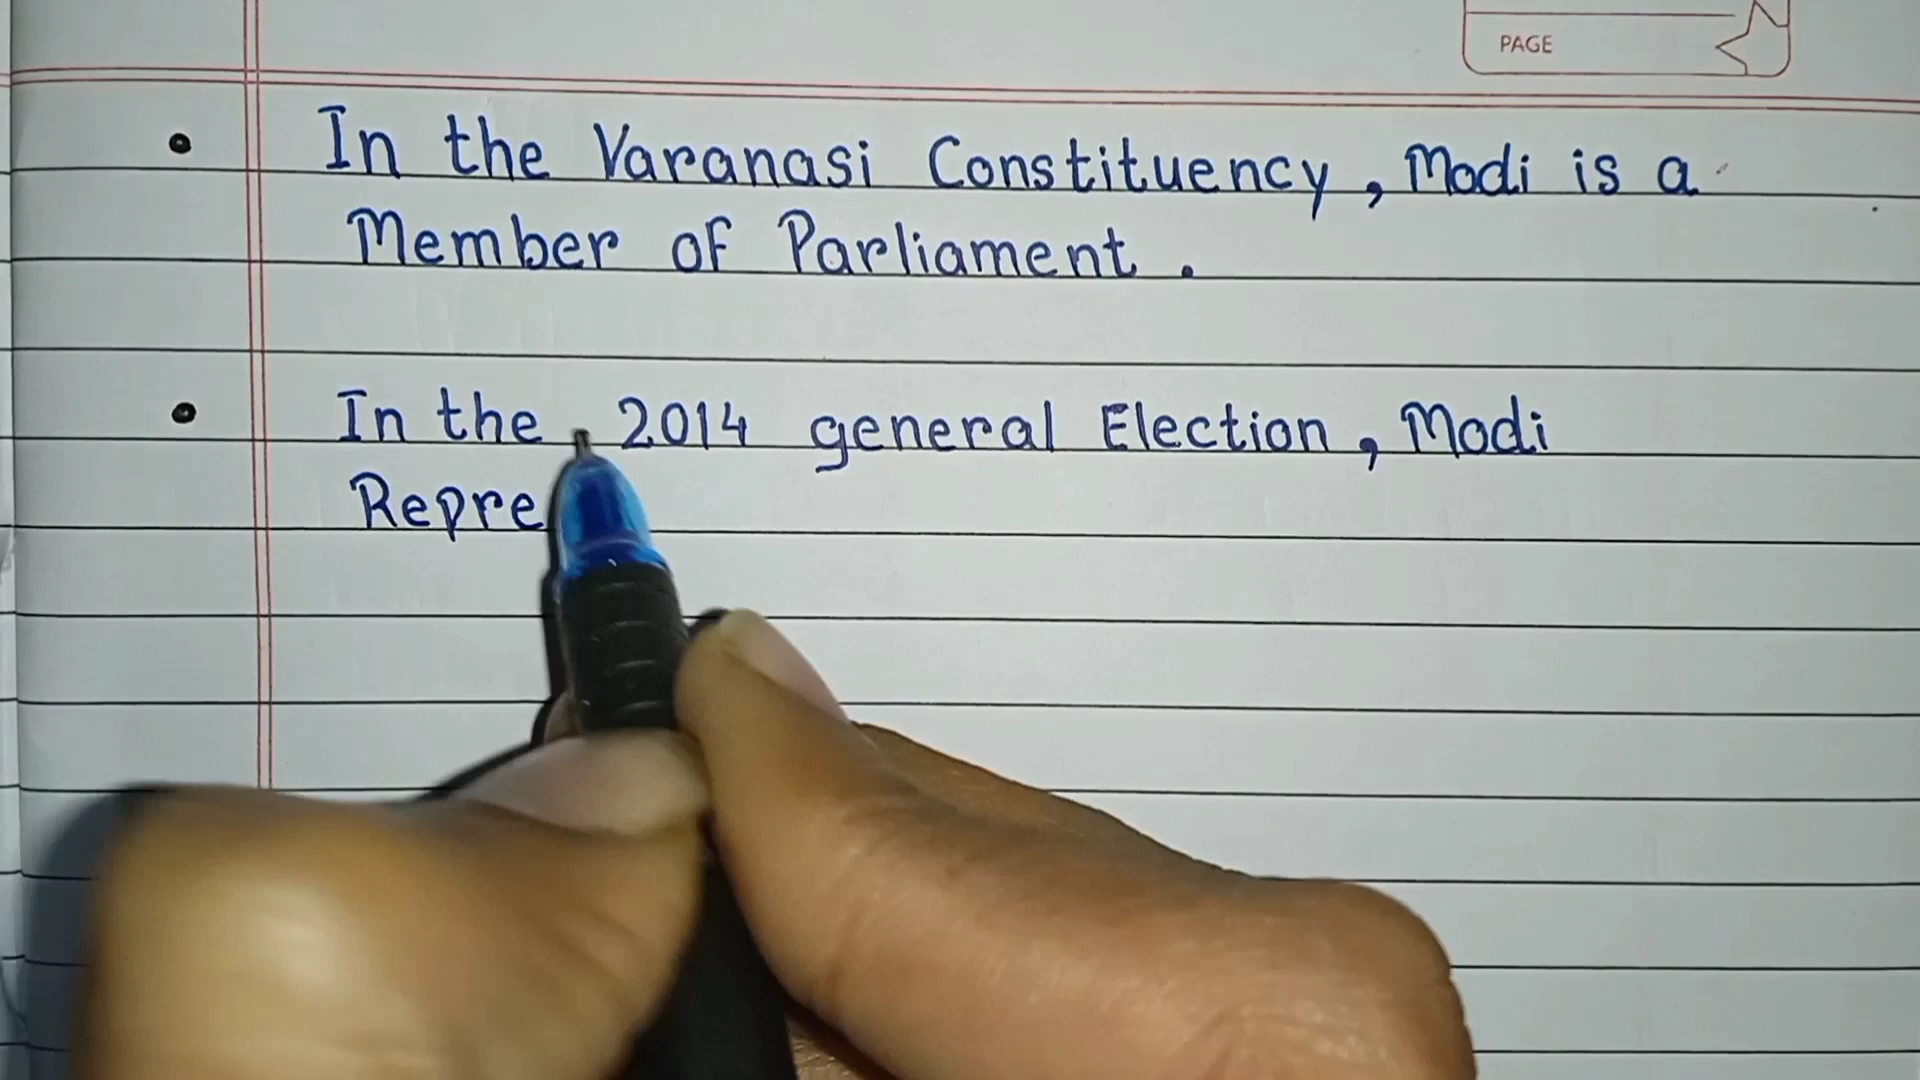 PAGE
In the Varanasi Constituency, Modi is a
Member of Parliament.
In the 2014 general Election, Modi
Repre